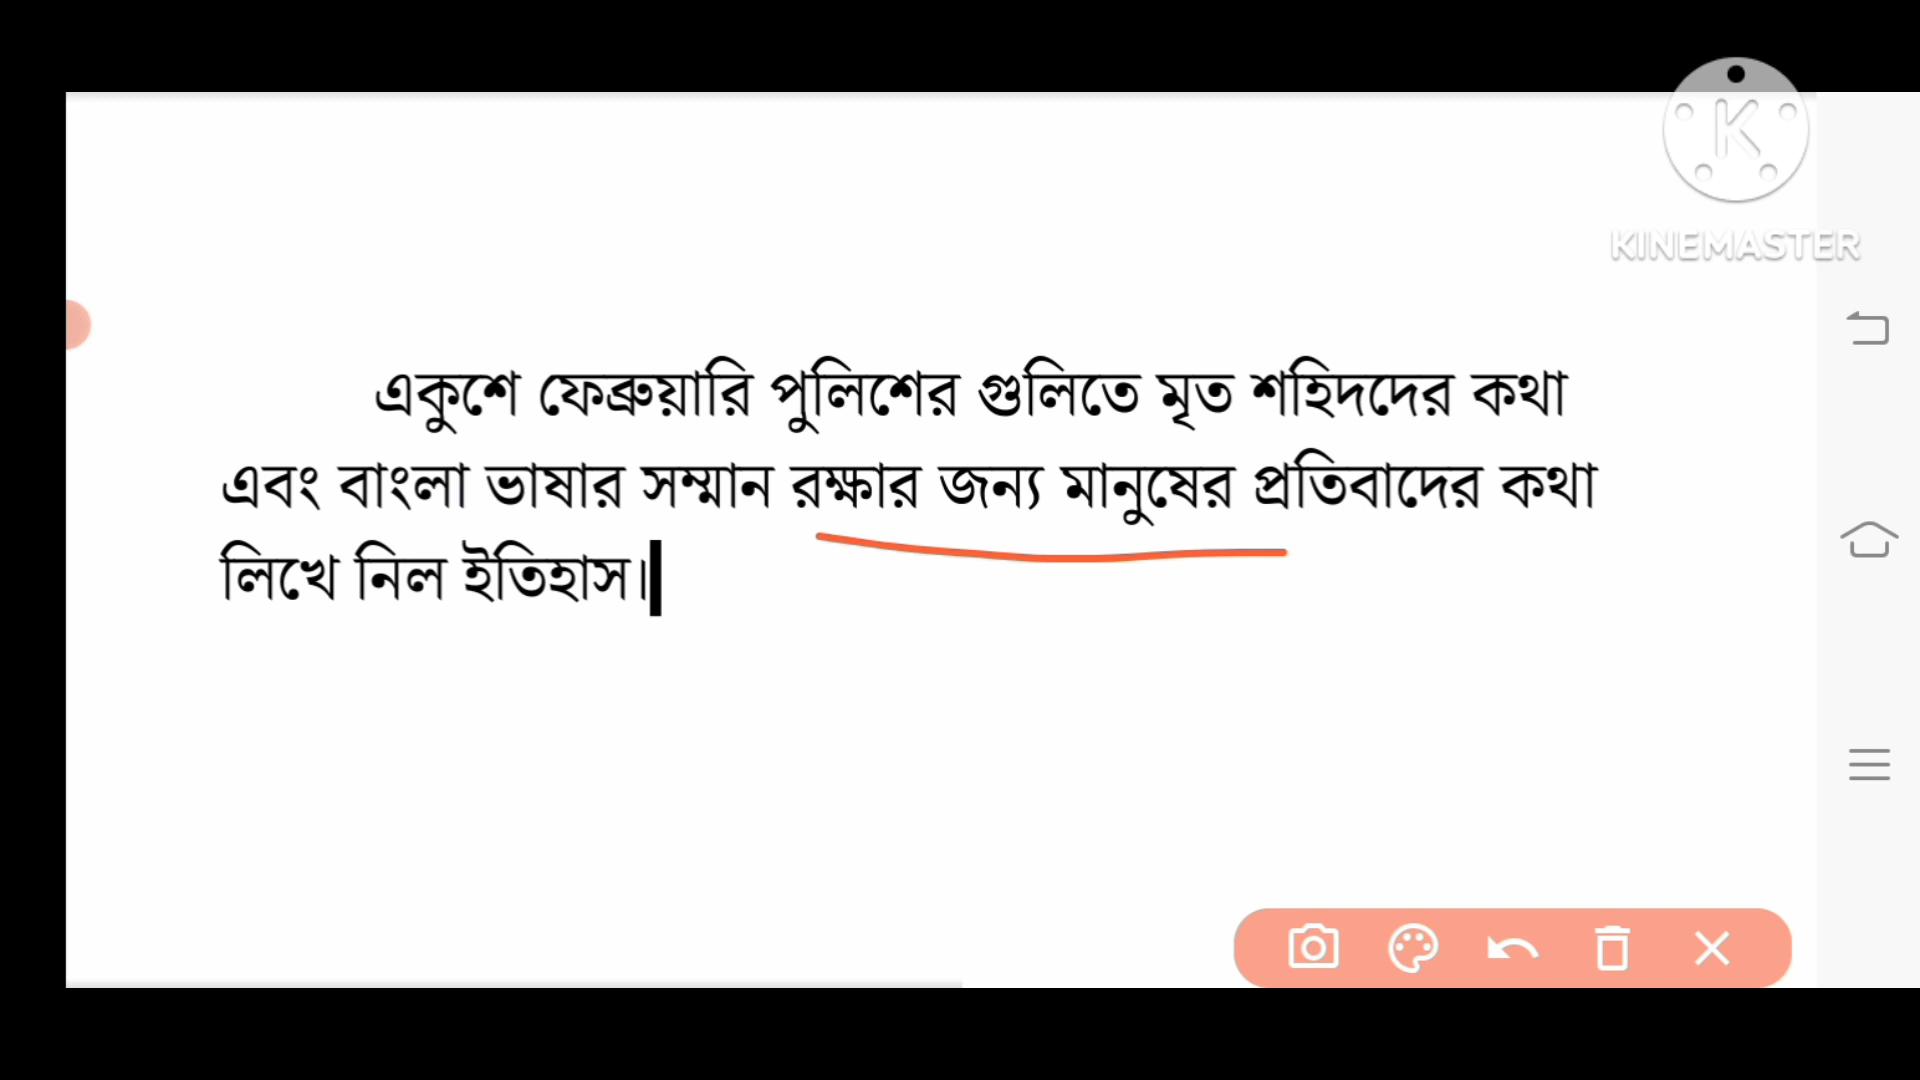 KINEMASTER
একুশে ফেব্রুয়ারি পুলিশের গুলিতে মৃত শহিদদের কথা
এবং বাংলা ভাষার সম্মান রক্ষার জন্য মানুষের প্রতিবাদের কথা
লিখে নিল ইতিহাস।